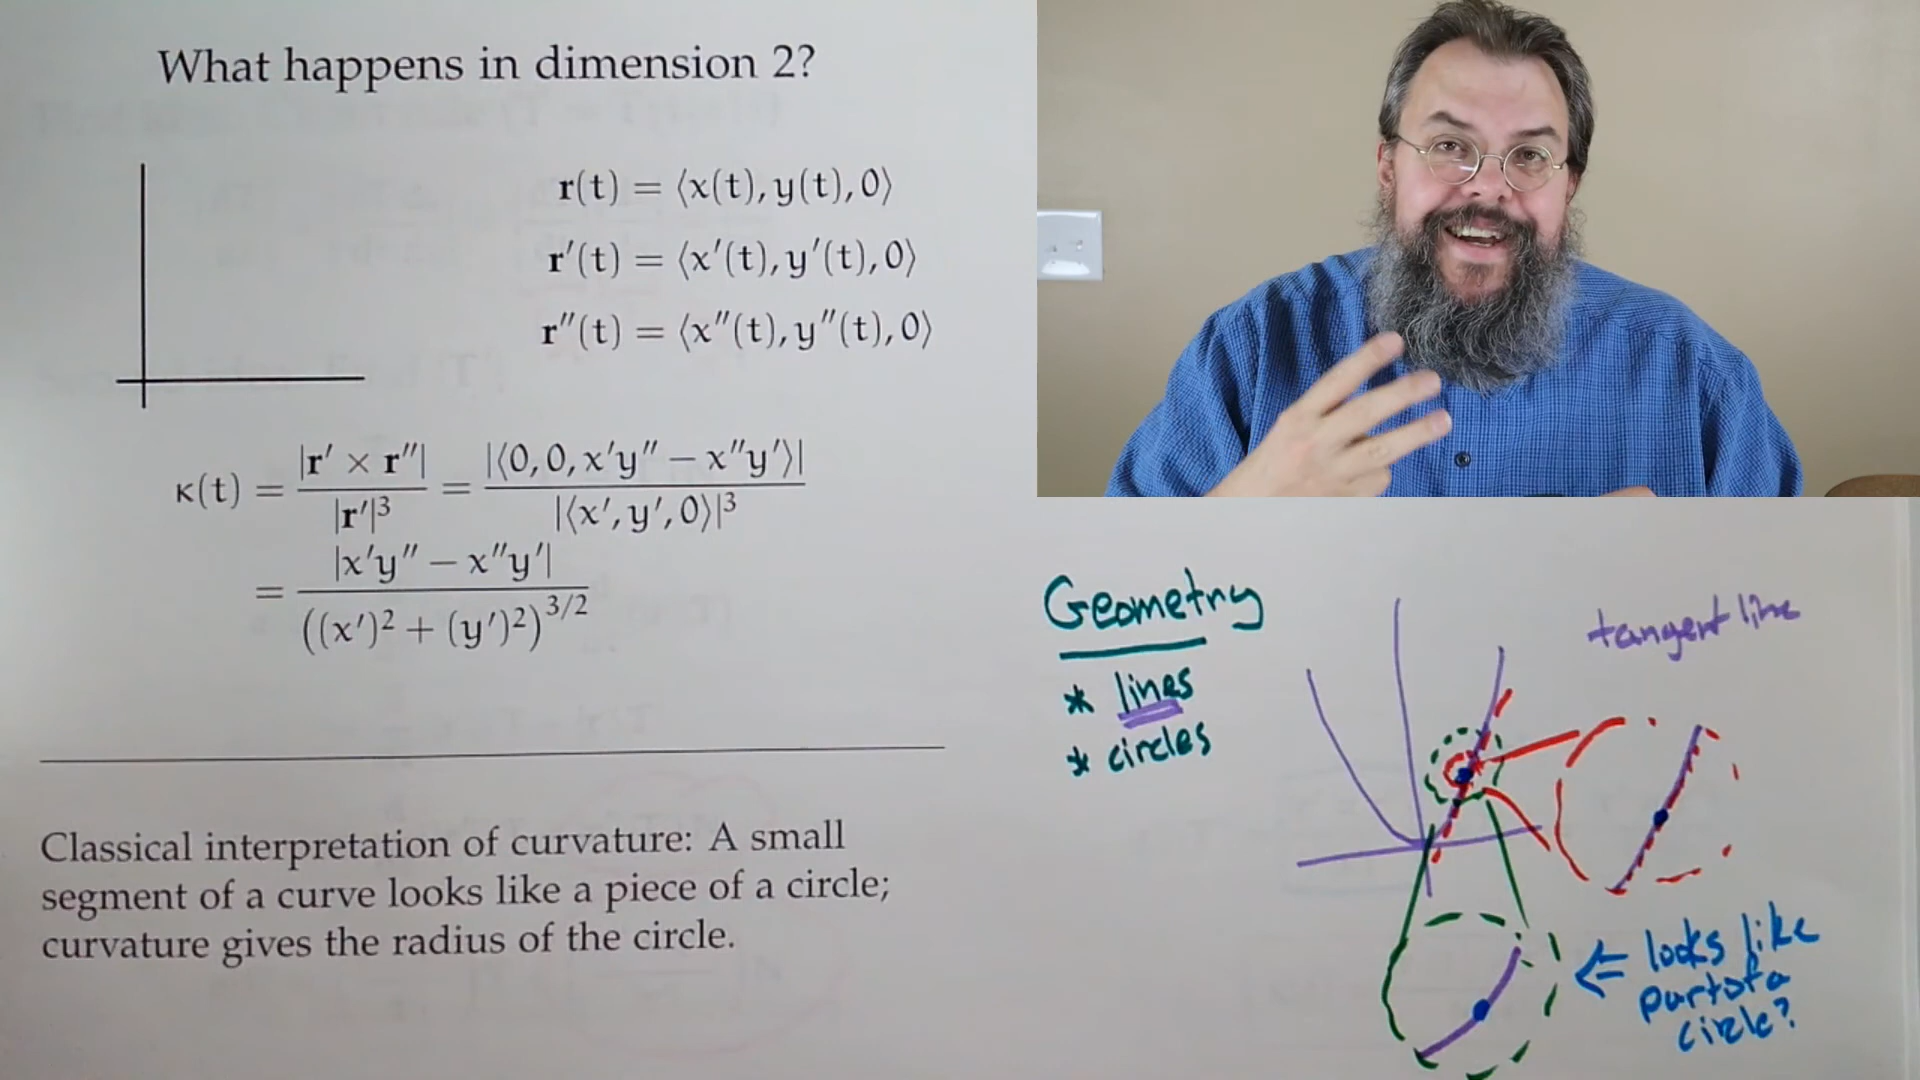 What happens in dimension 2?
r(t) = ⟨x(t), y(t), 0⟩
r′(t) = ⟨x′(t), y′(t), 0⟩
r″(t) = ⟨x″(t), y″(t), 0⟩
κ(t) = |r′ × r″| / |r′|³ = |⟨0, 0, x′y″ − x″y′⟩| / |⟨x′, y′, 0⟩|³
= |x′y″ − x″y′| / ((x′)² + (y′)²)^{3/2}
Classical interpretation of curvature: A small
segment of a curve looks like a piece of a circle;
curvature gives the radius of the circle.
Geometry
* lines
* circles
tangent line
⇐ looks like
part of a
circle?